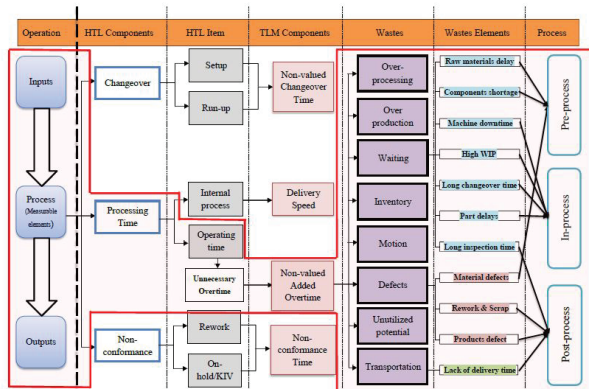 Operation
HTL Components
HTL Item
TLM Components
Wastes
Wastes Elements
Process
Inputs
Process
(Measurable
elements)
Outputs
Changeover
Processing
Time
Non-
conformance
Setup
Run-up
Internal
process
Operating
time
Unnecessary
Overtime
Rework
On-
hold/KIV
Non-valued
Changeover
Time
Delivery
Speed
Non-valued
Added
Overtime
Non-
conformance
Time
Over-
processing
Over
production
Waiting
Inventory
Motion
Defects
Unutilized
potential
Transportation
Raw materials delay
Components shortage
Machine downtime
High WIP
Long changeover time
Part delays
Long inspection time
Material defects
Rework & Scrap
Products defect
Lack of delivery time
Pre-process
In-process
Post-process